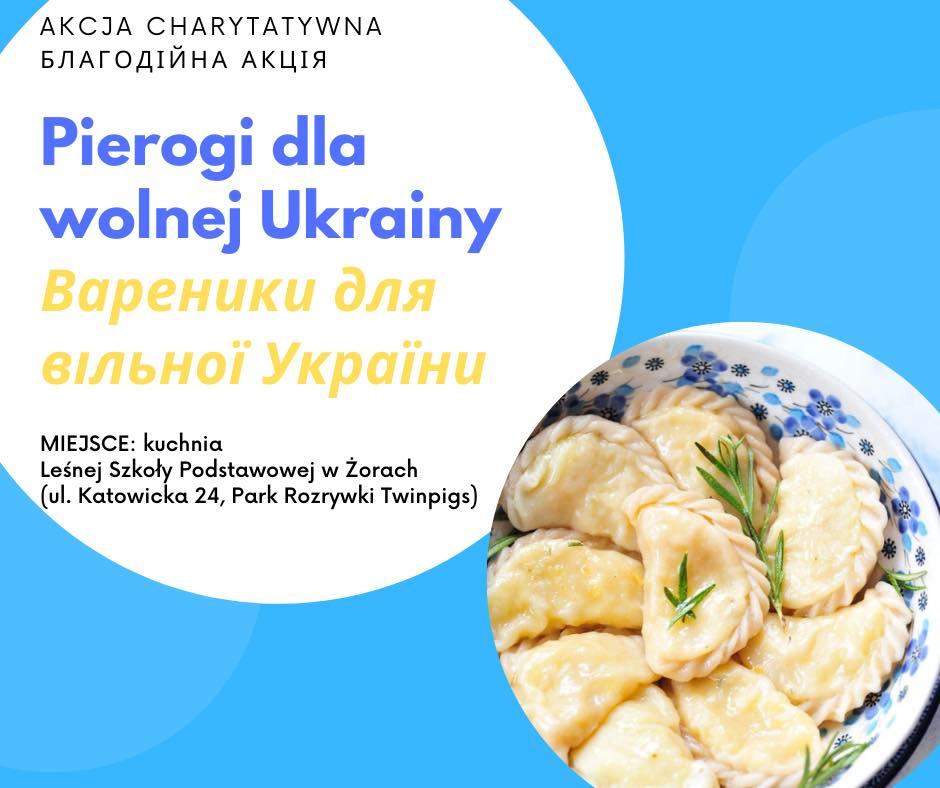 AKCJA CHARYTATYWNA
БЛАГОДІЙНА АКЦІЯ
Pierogi dla
wolnej Ukrainy
Вареники для
вільної України
MIEJSCE: kuchnia
Leśnej Szkoły Podstawowej w Żorach
(ul. Katowicka 24, Park Rozrywki Twinpigs)